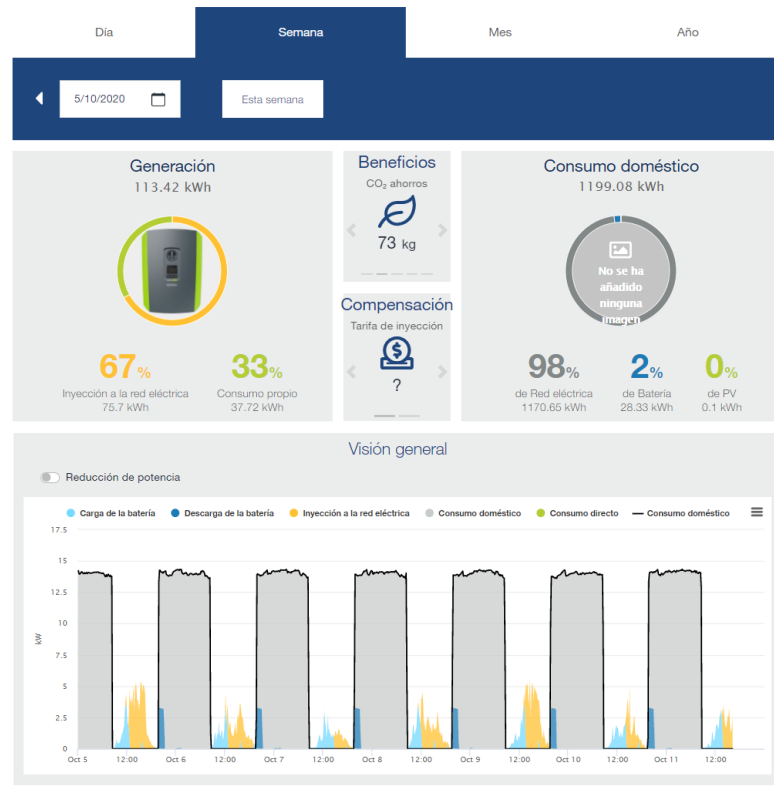 Día Semana Mes Año
5/10/2020 Esta semana
Generación
113.42 kWh
67%
Inyección a la red eléctrica
75.7 kWh
33%
Consumo propio
37.72 kWh
Beneficios
CO₂ ahorros
73 kg
Compensación
Tarifa de inyección
?
Consumo doméstico
1199.08 kWh
No se ha
añadido
ninguna
imagen
98%
de Red eléctrica
1170.65 kWh
2%
de Batería
28.33 kWh
0%
de PV
0.1 kWh
Visión general
Reducción de potencia
Carga de la batería Descarga de la batería Inyección a la red eléctrica Consumo doméstico Consumo directo Consumo doméstico
17.5
15
12.5
10
7.5
5
2.5
0
kW
Oct 5 12:00 Oct 6 12:00 Oct 7 12:00 Oct 8 12:00 Oct 9 12:00 Oct 10 12:00 Oct 11 12:00